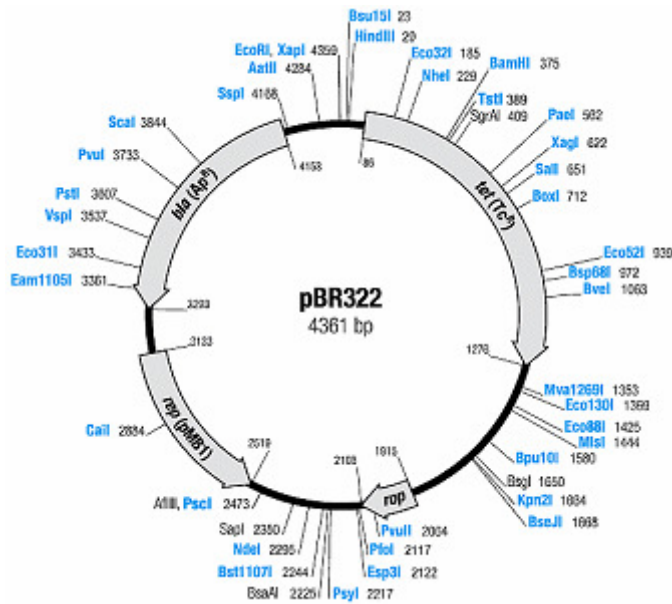 Bsu15I 23
HindIII 29
EcoRI, XapI 4359
AatII 4284
SspI 4168
Eco32I 185
NheI 229
BamHI 375
TstI 389
SgrAI 409
PaeI 562
XagI 622
SalI 651
BoxI 712
Eco52I 939
Bsp68I 972
BveI 1063
ScaI 3844
PvuI 3733
PstI 3607
VspI 3537
Eco31I 3433
Eam1105I 3361
4153
86
bla (ApR)
tet (TcR)
3293
3133
1276
pBR322
4361 bp
Mva1269I 1353
Eco130I 1369
Eco88I 1425
MlsI 1444
Bpu10I 1580
BsgI 1650
Kpn2I 1664
BseJI 1668
CaiI 2884
rep (pMB1)
2519
2103
1915
rop
AflIII, PscI 2473
SapI 2350
NdeI 2295
Bst1107I 2244
BsaAI 2225
PsyI 2217
PvuII 2064
PfoI 2117
Esp3I 2122